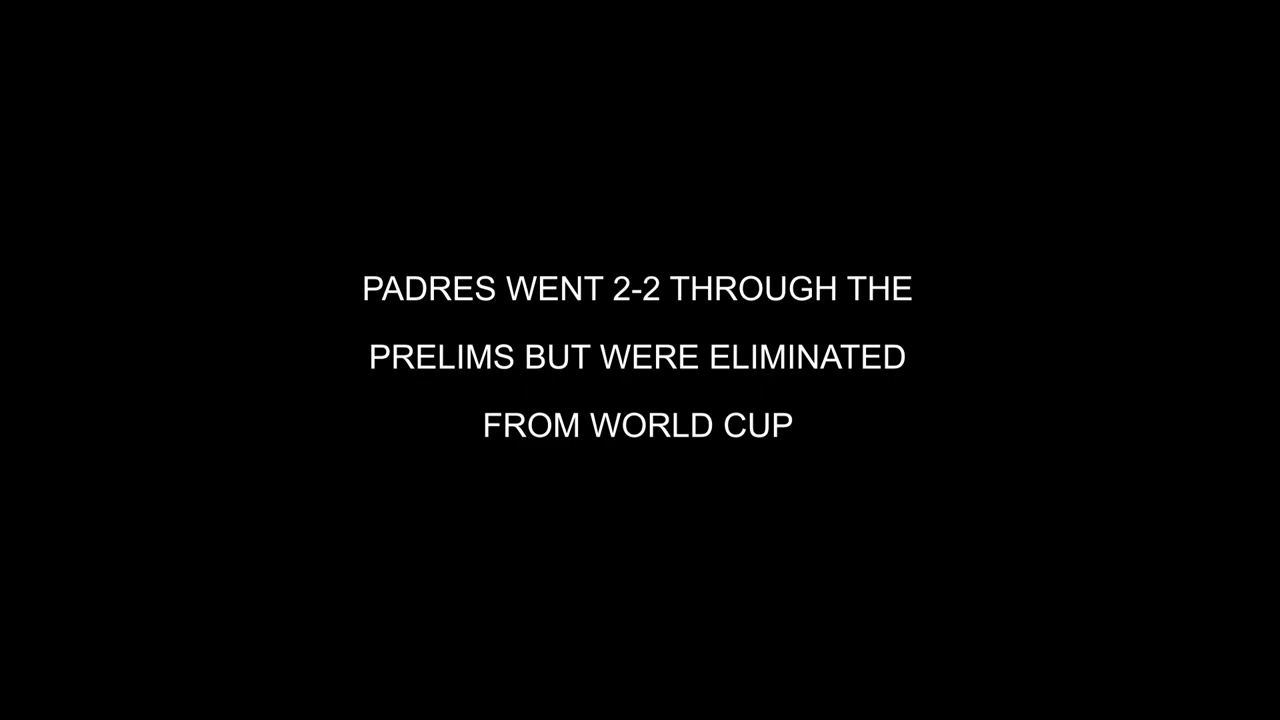 PADRES WENT 2-2 THROUGH THE
PRELIMS BUT WERE ELIMINATED
FROM WORLD CUP